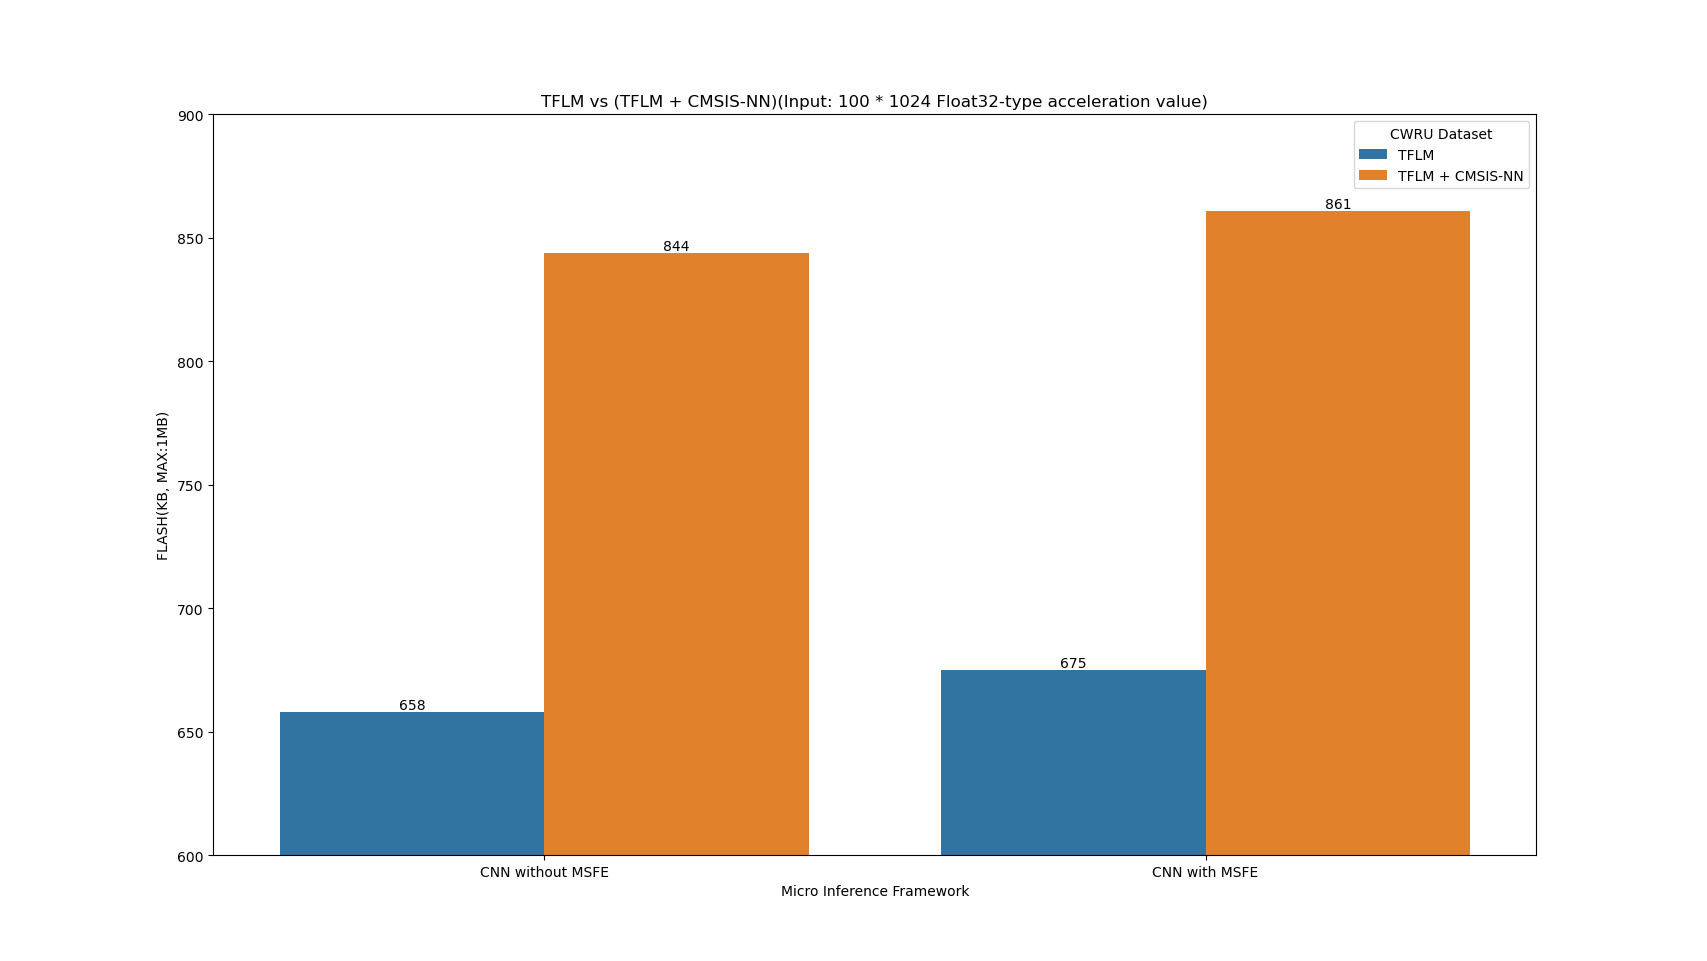 TFLM vs (TFLM + CMSIS-NN)(Input: 100 * 1024 Float32-type acceleration value)
CWRU Dataset
TFLM
TFLM + CMSIS-NN
FLASH(KB, MAX:1MB)
900
850
800
750
700
650
600
658
844
675
861
CNN without MSFE
CNN with MSFE
Micro Inference Framework